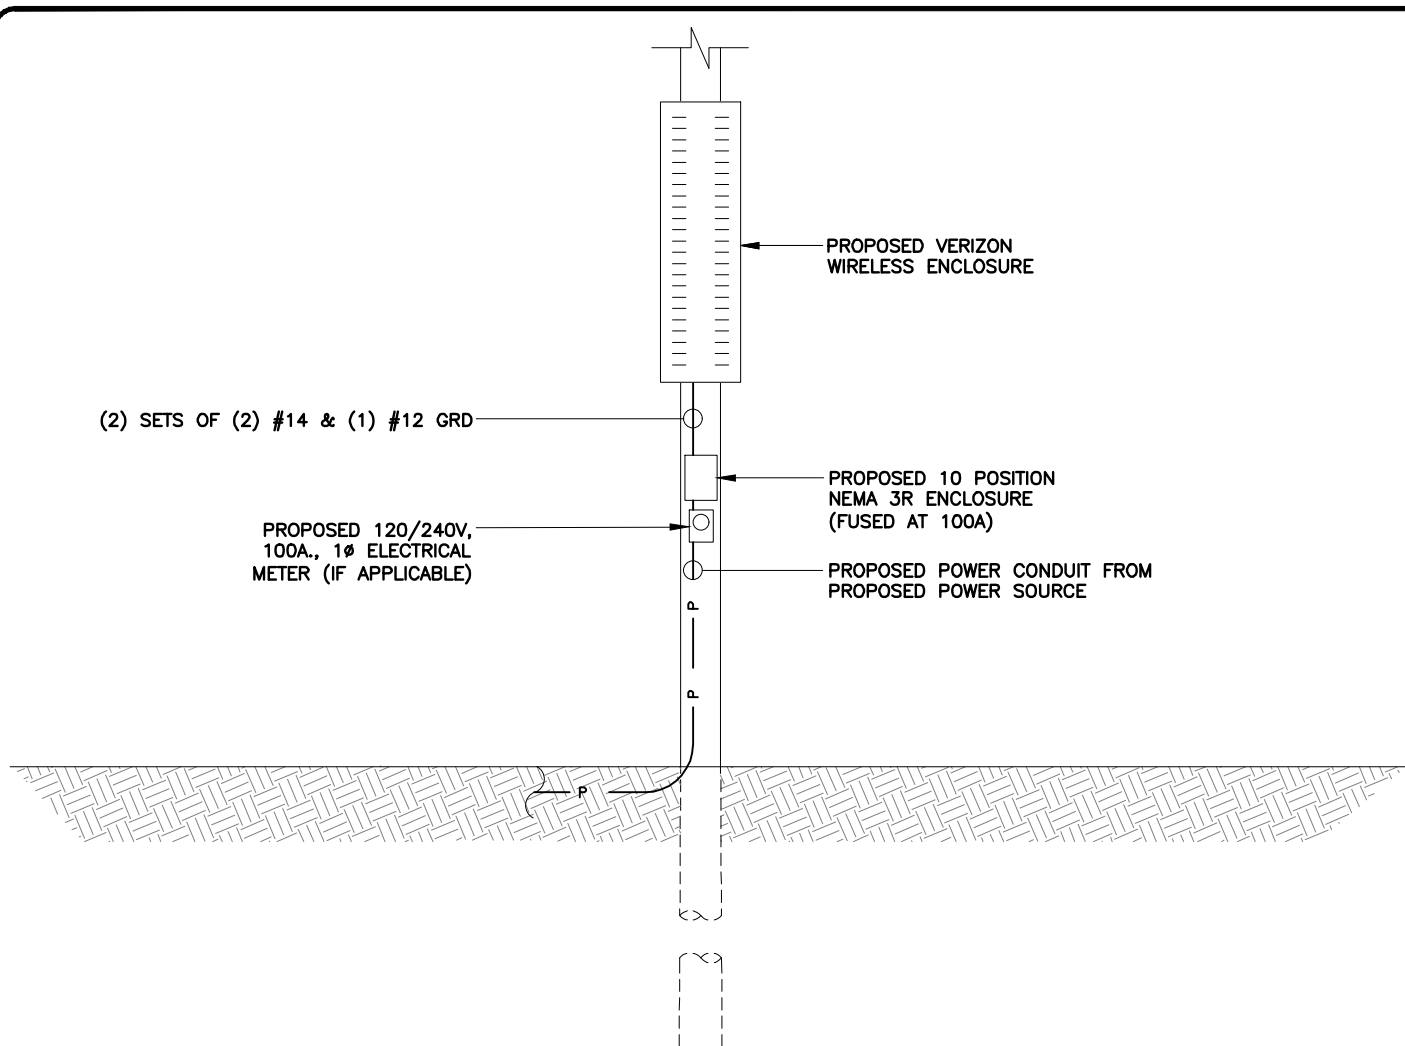 PROPOSED VERIZON
WIRELESS ENCLOSURE
(2) SETS OF (2) #14 & (1) #12 GRD
PROPOSED 10 POSITION
NEMA 3R ENCLOSURE
(FUSED AT 100A)
PROPOSED 120/240V,
100A., 1ø ELECTRICAL
METER (IF APPLICABLE)
PROPOSED POWER CONDUIT FROM
PROPOSED POWER SOURCE
P
P
P